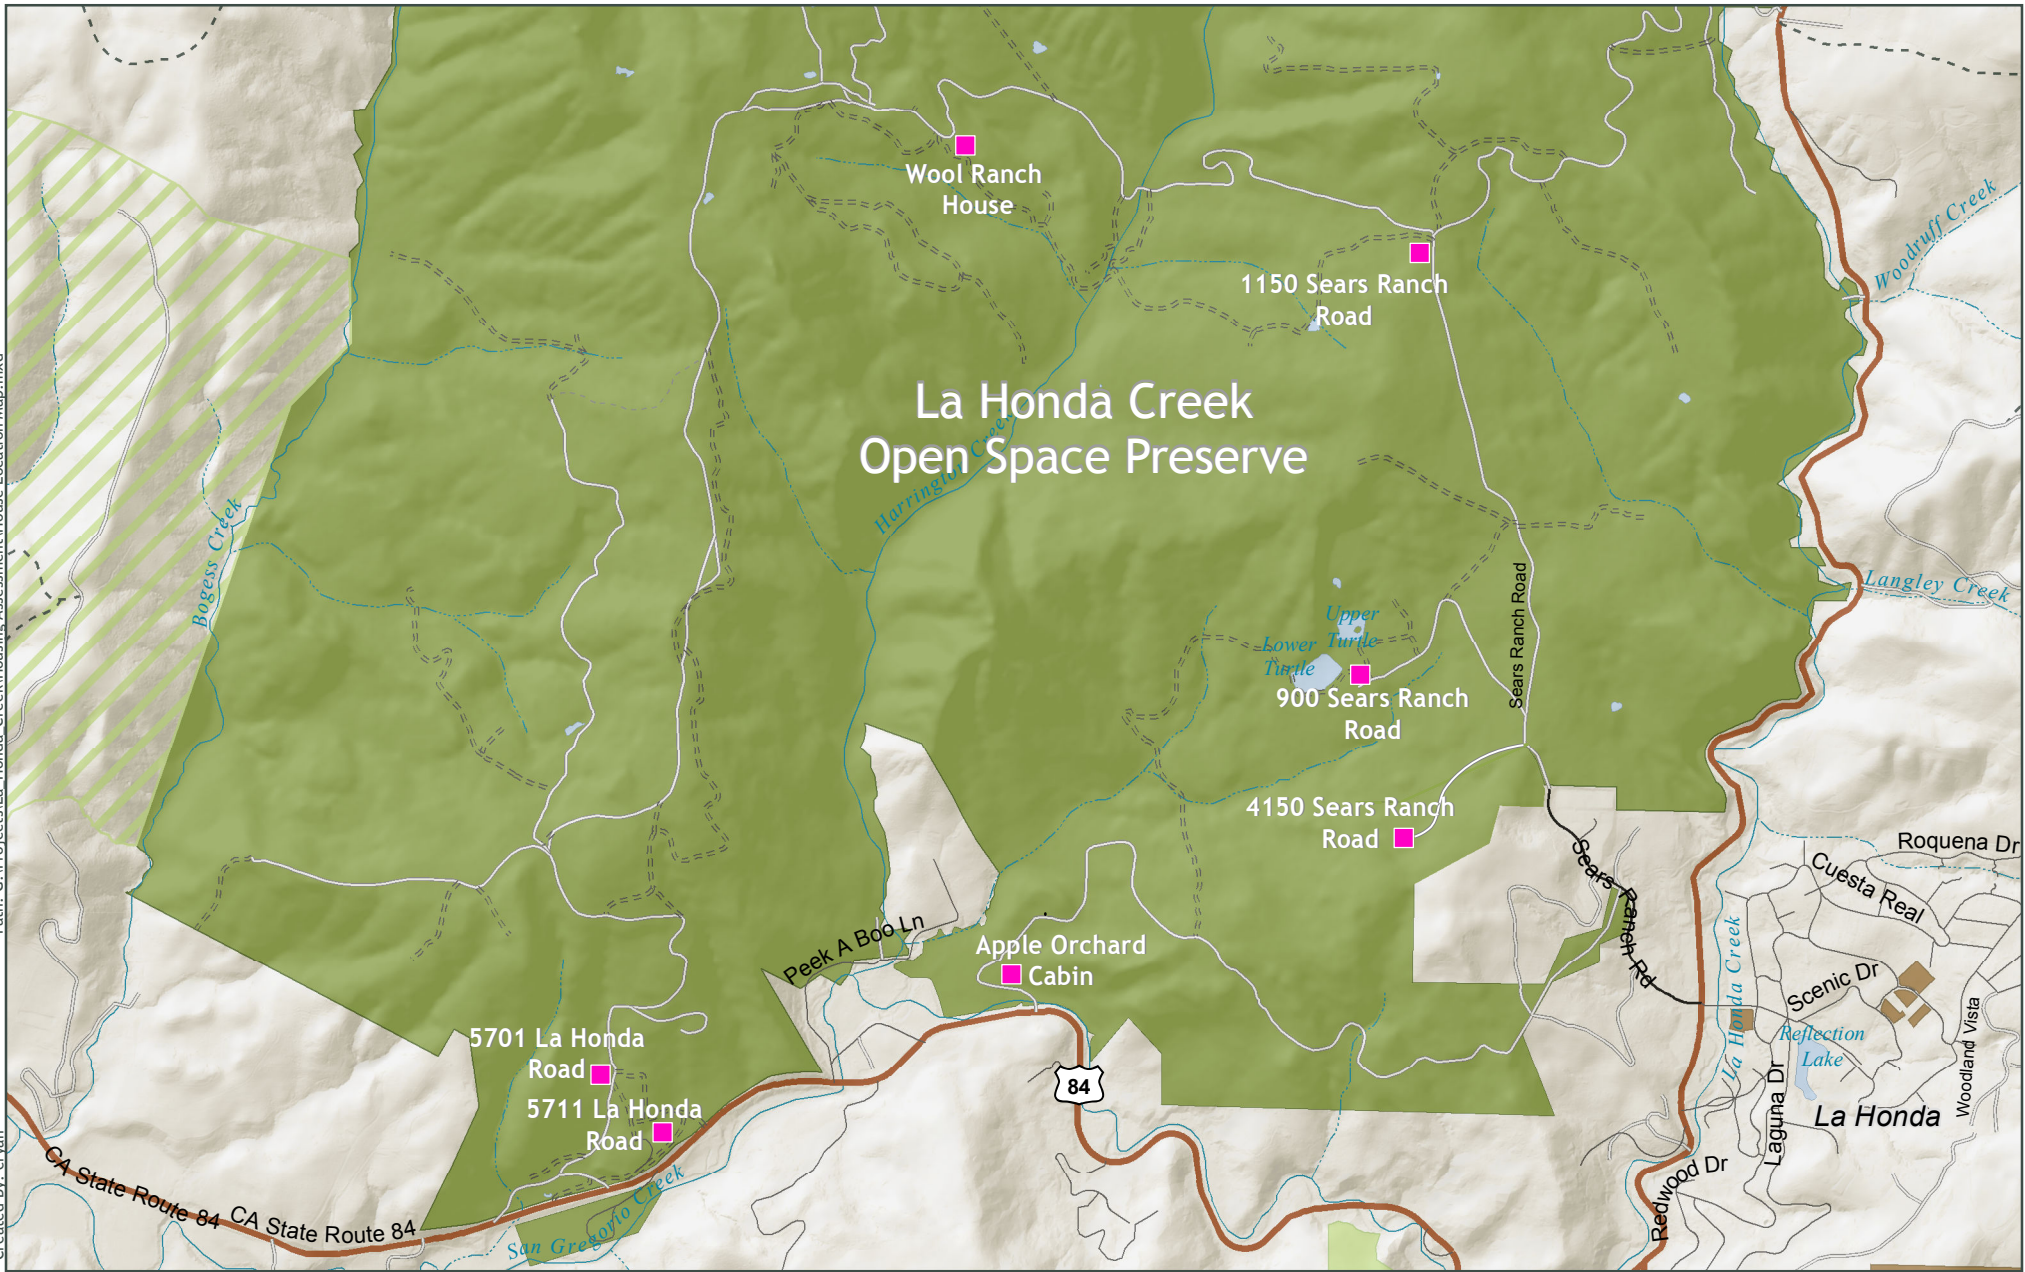 Wool Ranch
House
1150 Sears Ranch
Road
Woodruff Creek
La Honda Creek
Open Space Preserve
Harrington Creek
Bogess Creek
Langley Creek
Sears Ranch Road
Upper
Turtle
Lower
Turtle
900 Sears Ranch
Road
4150 Sears Ranch
Road
Sears Ranch Rd
Roquena Dr
Cuesta Real
Peek A Boo Ln
Apple Orchard
Cabin
La Honda Creek
Scenic Dr
Reflection
Lake
Woodland Vista
Laguna Dr
La Honda
Redwood Dr
5701 La Honda
Road
5711 La Honda
Road
84
CA State Route 84
CA State Route 84
San Gregorio Creek